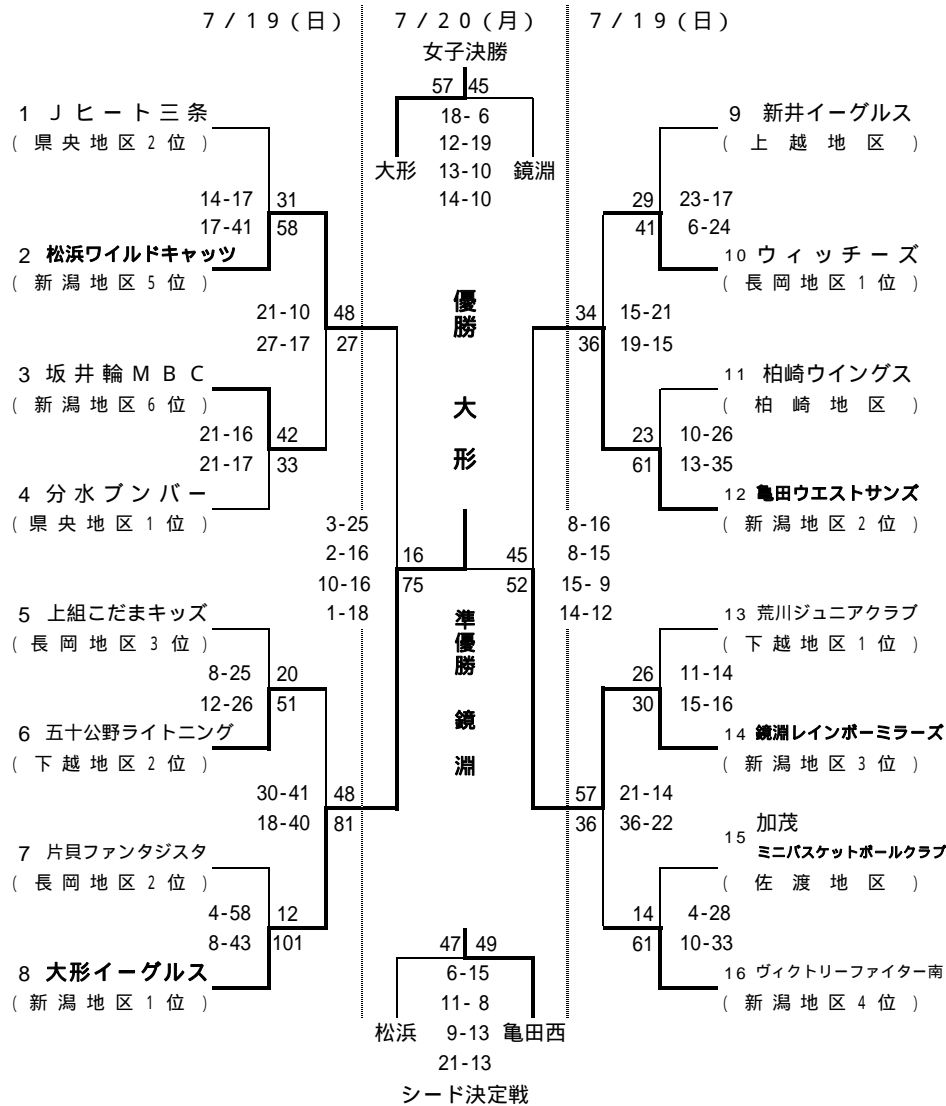 7/19(日) 7/20(月) 7/19(日)
女子決勝
57 45
18- 6
12-19
大形 13-10 鏡淵
14-10
1 Jヒート三条
(県央地区2位)
14-17 31
17-41 58
2 松浜ワイルドキャッツ
(新潟地区5位)
21-10 48
27-17 27
3 坂井輪MBC
(新潟地区6位)
21-16 42
21-17 33
4 分水ブンバー
(県央地区1位)
3-25
2-16 16
10-16 75
1-18
5 上組こだまキッズ
(長岡地区3位)
8-25 20
12-26 51
6 五十公野ライトニング
(下越地区2位)
30-41 48
18-40 81
7 片貝ファンタジスタ
(長岡地区2位)
4-58 12
8-43 101
8 大形イーグルス
(新潟地区1位)
優勝 大形
準優勝 鏡淵
9 新井イーグルス
(上越地区)
29 23-17
41 6-24
10 ウィッチーズ
(長岡地区1位)
34 15-21
36 19-15
11 柏崎ウイングス
(柏崎地区)
23 10-26
61 13-35
12 亀田ウエストサンズ
(新潟地区2位)
8-16
45 8-15
52 15- 9
14-12
13 荒川ジュニアクラブ
(下越地区1位)
26 11-14
30 15-16
14 鏡淵レインボーミラーズ
(新潟地区3位)
57 21-14
36 36-22
15 加茂
ミニバスケットボールクラブ
(佐渡地区)
14 4-28
61 10-33
16 ヴィクトリーファイター南
(新潟地区4位)
47 49
6-15
11- 8
松浜 9-13 亀田西
21-13
シード決定戦